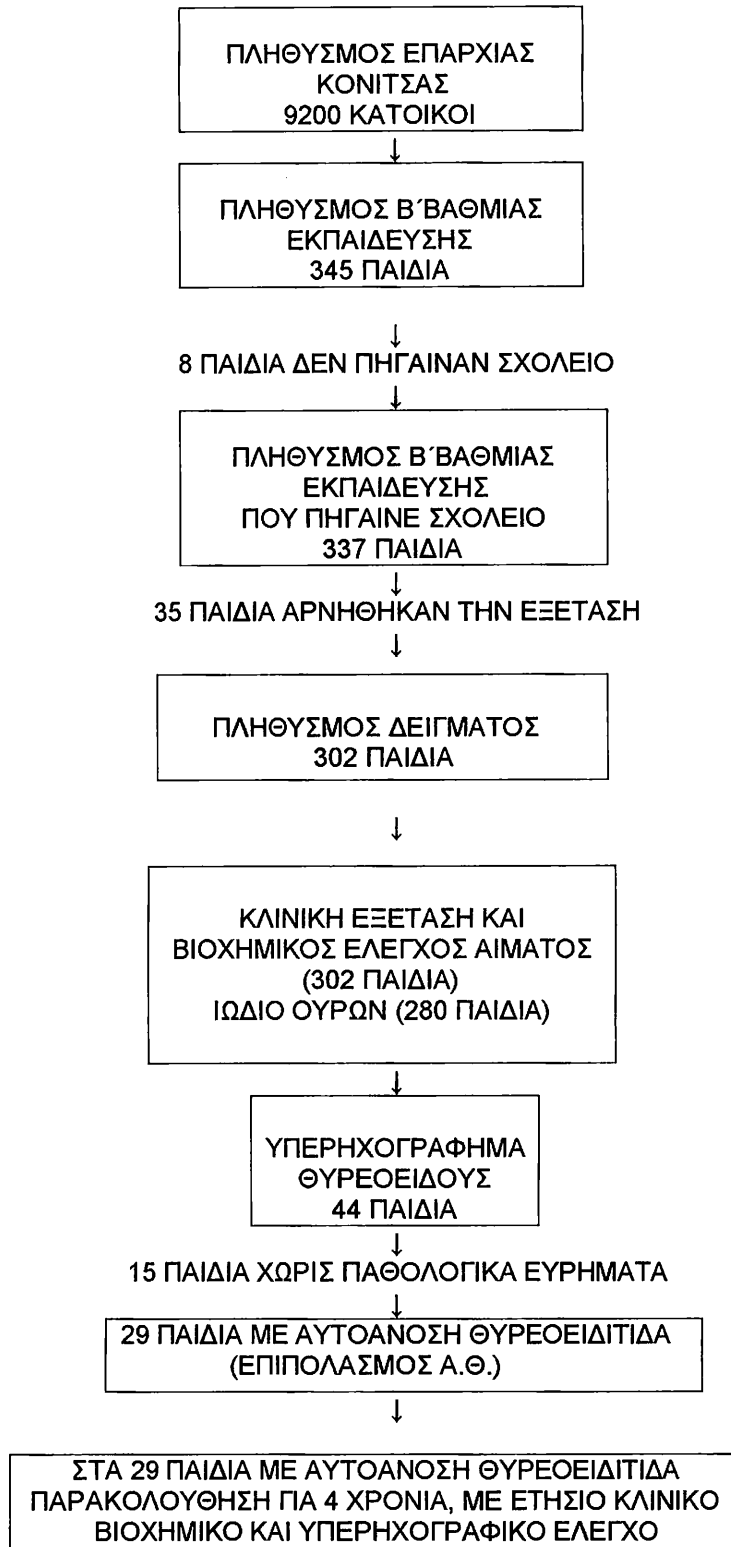 ΠΛΗΘΥΣΜΟΣ ΕΠΑΡΧΙΑΣ
ΚΟΝΙΤΣΑΣ
9200 ΚΑΤΟΙΚΟΙ
↓
ΠΛΗΘΥΣΜΟΣ Β΄ΒΑΘΜΙΑΣ
ΕΚΠΑΙΔΕΥΣΗΣ
345 ΠΑΙΔΙΑ
↓
8 ΠΑΙΔΙΑ ΔΕΝ ΠΗΓΑΙΝΑΝ ΣΧΟΛΕΙΟ
↓
ΠΛΗΘΥΣΜΟΣ Β΄ΒΑΘΜΙΑΣ
ΕΚΠΑΙΔΕΥΣΗΣ
ΠΟΥ ΠΗΓΑΙΝΕ ΣΧΟΛΕΙΟ
337 ΠΑΙΔΙΑ
↓
35 ΠΑΙΔΙΑ ΑΡΝΗΘΗΚΑΝ ΤΗΝ ΕΞΕΤΑΣΗ
↓
ΠΛΗΘΥΣΜΟΣ ΔΕΙΓΜΑΤΟΣ
302 ΠΑΙΔΙΑ
↓
ΚΛΙΝΙΚΗ ΕΞΕΤΑΣΗ ΚΑΙ
ΒΙΟΧΗΜΙΚΟΣ ΕΛΕΓΧΟΣ ΑΙΜΑΤΟΣ
(302 ΠΑΙΔΙΑ)
ΙΩΔΙΟ ΟΥΡΩΝ (280 ΠΑΙΔΙΑ)
↓
ΥΠΕΡΗΧΟΓΡΑΦΗΜΑ
ΘΥΡΕΟΕΙΔΟΥΣ
44 ΠΑΙΔΙΑ
↓
15 ΠΑΙΔΙΑ ΧΩΡΙΣ ΠΑΘΟΛΟΓΙΚΑ ΕΥΡΗΜΑΤΑ
↓
29 ΠΑΙΔΙΑ ΜΕ ΑΥΤΟΑΝΟΣΗ ΘΥΡΕΟΕΙΔΙΤΙΔΑ
(ΕΠΙΠΟΛΑΣΜΟΣ Α.Θ.)
↓
ΣΤΑ 29 ΠΑΙΔΙΑ ΜΕ ΑΥΤΟΑΝΟΣΗ ΘΥΡΕΟΕΙΔΙΤΙΔΑ
ΠΑΡΑΚΟΛΟΥΘΗΣΗ ΓΙΑ 4 ΧΡΟΝΙΑ, ΜΕ ΕΤΗΣΙΟ ΚΛΙΝΙΚΟ
ΒΙΟΧΗΜΙΚΟ ΚΑΙ ΥΠΕΡΗΧΟΓΡΑΦΙΚΟ ΕΛΕΓΧΟ